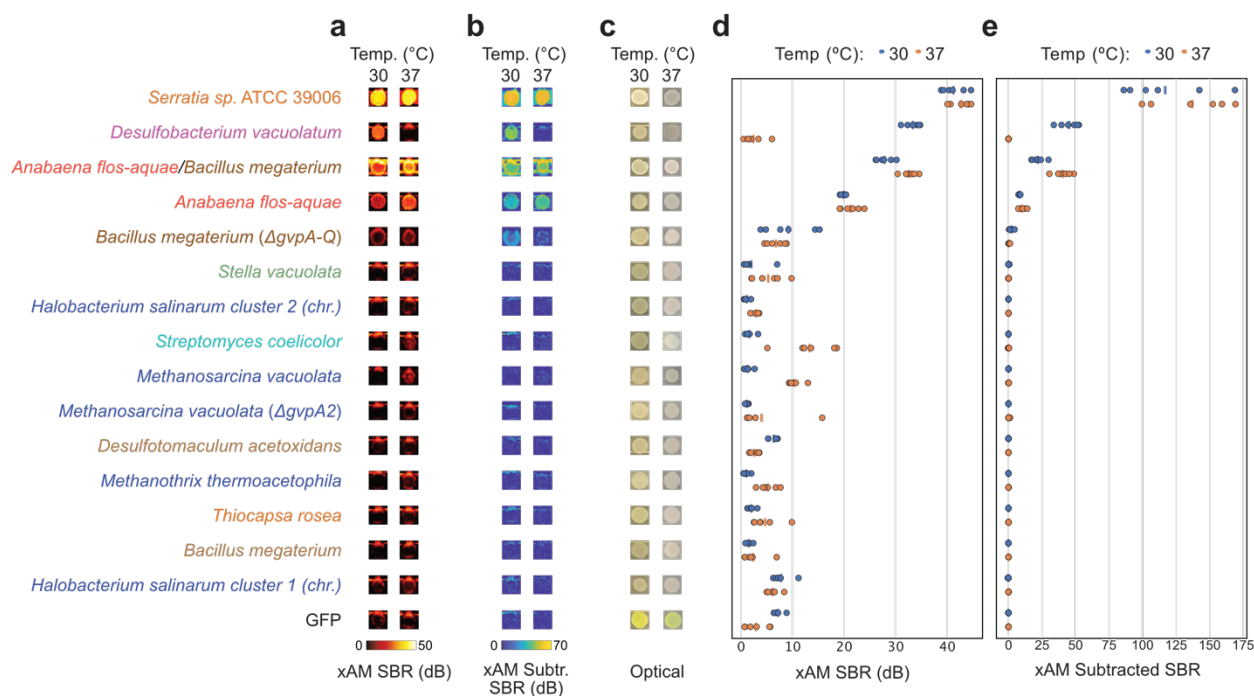 a
b
c
d
e
Temp. (°C)
Temp. (°C)
Temp. (°C)
Temp (ºC): 30 37
Temp (ºC): 30 37
30 37
30 37
30 37
Serratia sp. ATCC 39006
Desulfobacterium vacuolatum
Anabaena flos-aquae/Bacillus megaterium
Anabaena flos-aquae
Bacillus megaterium (ΔgvpA-Q)
Stella vacuolata
Halobacterium salinarum cluster 2 (chr.)
Streptomyces coelicolor
Methanosarcina vacuolata
Methanosarcina vacuolata (ΔgvpA2)
Desulfotomaculum acetoxidans
Methanothrix thermoacetophila
Thiocapsa rosea
Bacillus megaterium
Halobacterium salinarum cluster 1 (chr.)
GFP
0 50
xAM SBR (dB)
0 70
xAM Subtr.
SBR (dB)
Optical
0 10 20 30 40
xAM SBR (dB)
0 25 50 75 100 125 150 175
xAM Subtracted SBR